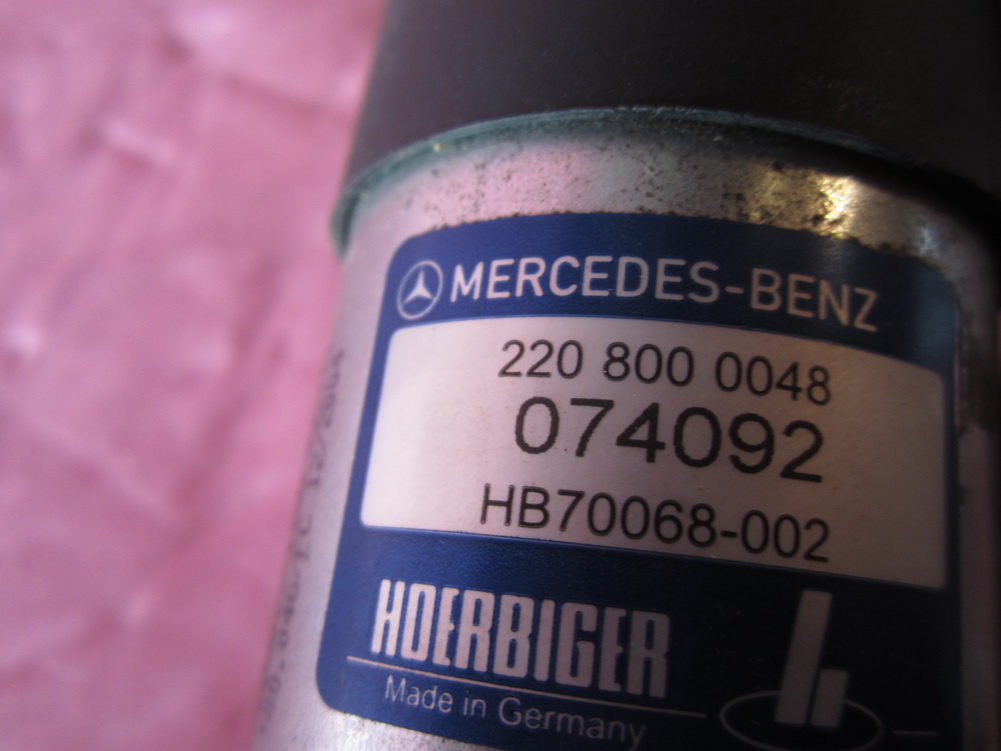 MERCEDES-BENZ
220 800 0048
074092
HB70068-002
HOERBIGER
Made in Germany